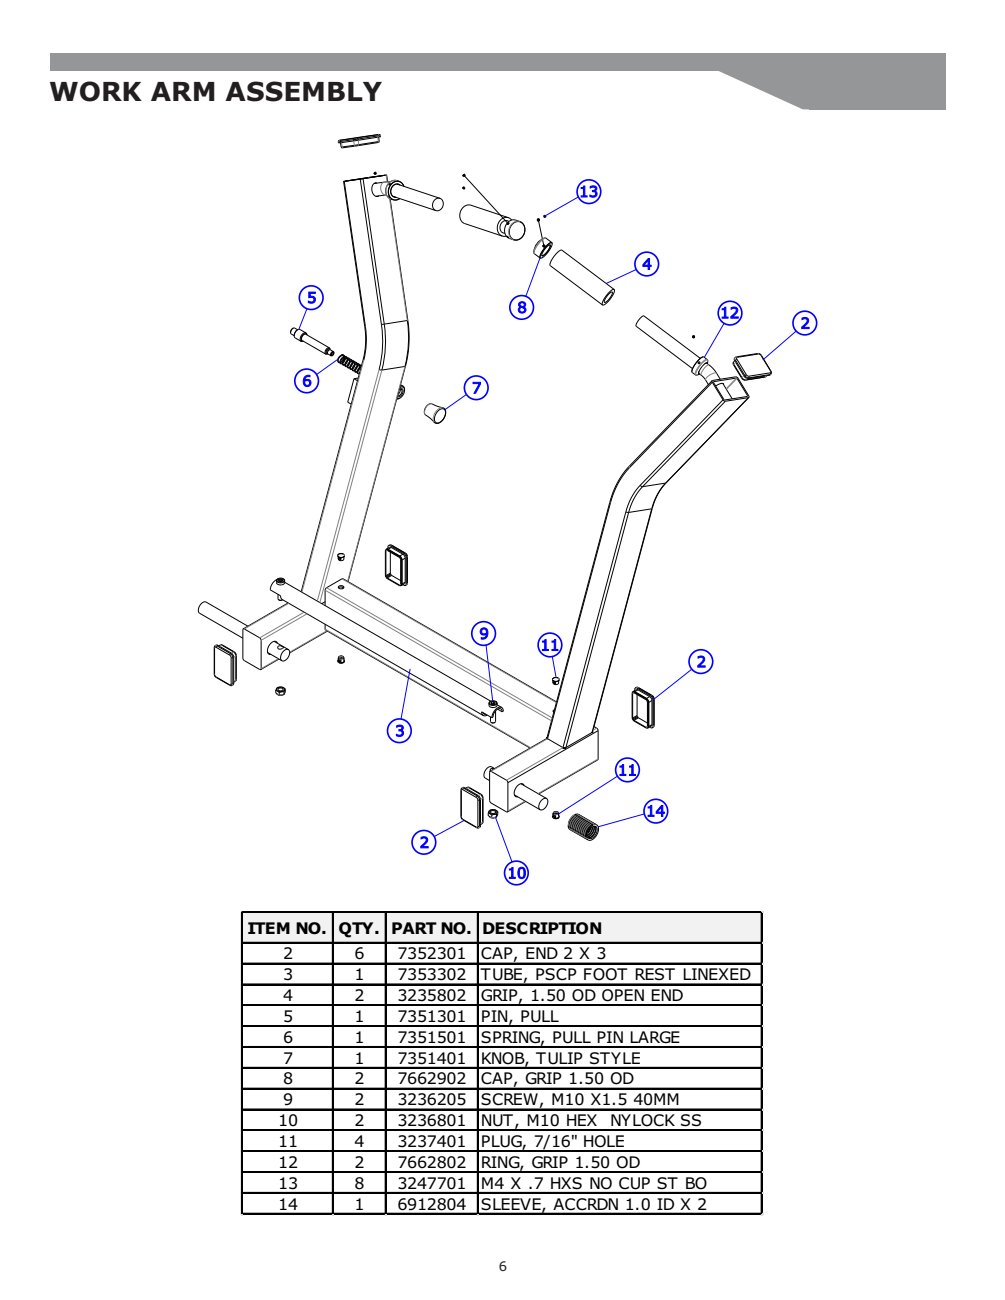 WORK ARM ASSEMBLY
13
4
5
8
12
2
6
7
9
11
2
3
11
14
2
10
ITEM NO. QTY. PART NO. DESCRIPTION
2 6 7352301 CAP, END 2 X 3
3 1 7353302 TUBE, PSCP FOOT REST LINEXED
4 2 3235802 GRIP, 1.50 OD OPEN END
5 1 7351301 PIN, PULL
6 1 7351501 SPRING, PULL PIN LARGE
7 1 7351401 KNOB, TULIP STYLE
8 2 7662902 CAP, GRIP 1.50 OD
9 2 3236205 SCREW, M10 X1.5 40MM
10 2 3236801 NUT, M10 HEX NYLOCK SS
11 4 3237401 PLUG, 7/16" HOLE
12 2 7662802 RING, GRIP 1.50 OD
13 8 3247701 M4 X .7 HXS NO CUP ST BO
14 1 6912804 SLEEVE, ACCRDN 1.0 ID X 2
6